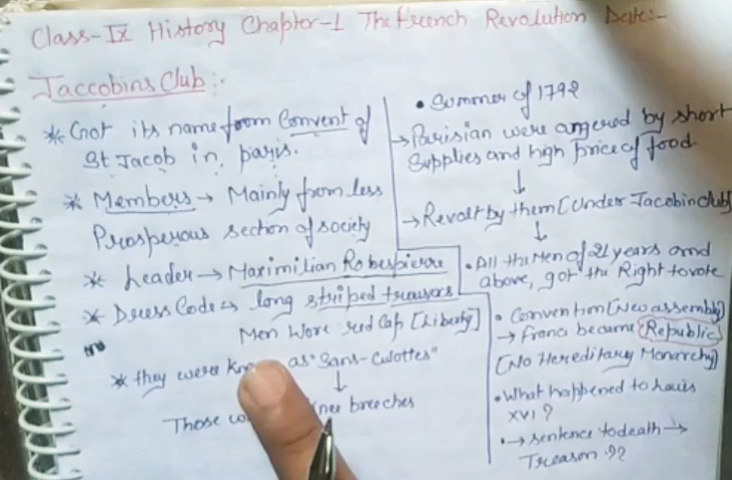 Class-IX History Chapter-1 The French Revolution Date:-
Jaccobins Club:-
* Got its name from Convent of
St Jacob in paris.
* Members → Mainly from less
Prosperous section of society
* Leader → Maximilian Robespierre
* Dress Code → long striped trousers
Men Wore red Cap [Liberty]
* they were as "Sans-Culottes"
↓
Those breeches
• Summer of 1792
→ Parisian were angered by short
Supplies and high price of food.
↓
→ Revolt by them [Under Jacobin club]
↓
• All the Men of 21 years and
above, got the Right to vote
• Convention [New assembly]
→ France became Republic
[No Hereditary Monarchy]
• What happened to Louis
XVI?
• → sentence to death →
Treason.??